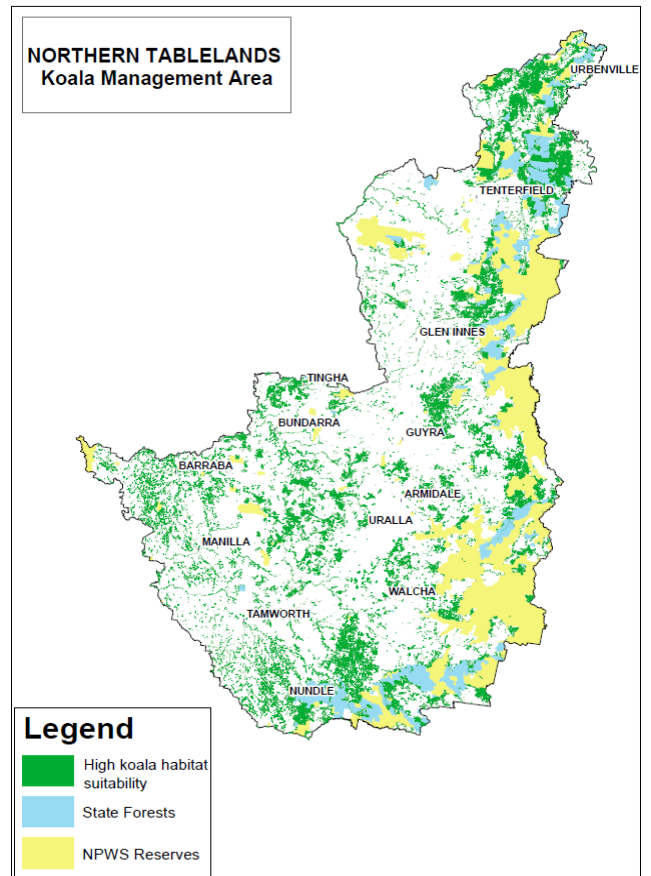 NORTHERN TABLELANDS
Koala Management Area
URBENVILLE
TENTERFIELD
GLEN INNES
TINGHA
BUNDARRA
GUYRA
BARRABA
ARMIDALE
URALLA
MANILLA
WALCHA
TAMWORTH
NUNDLE
Legend
High koala habitat
suitability
State Forests
NPWS Reserves